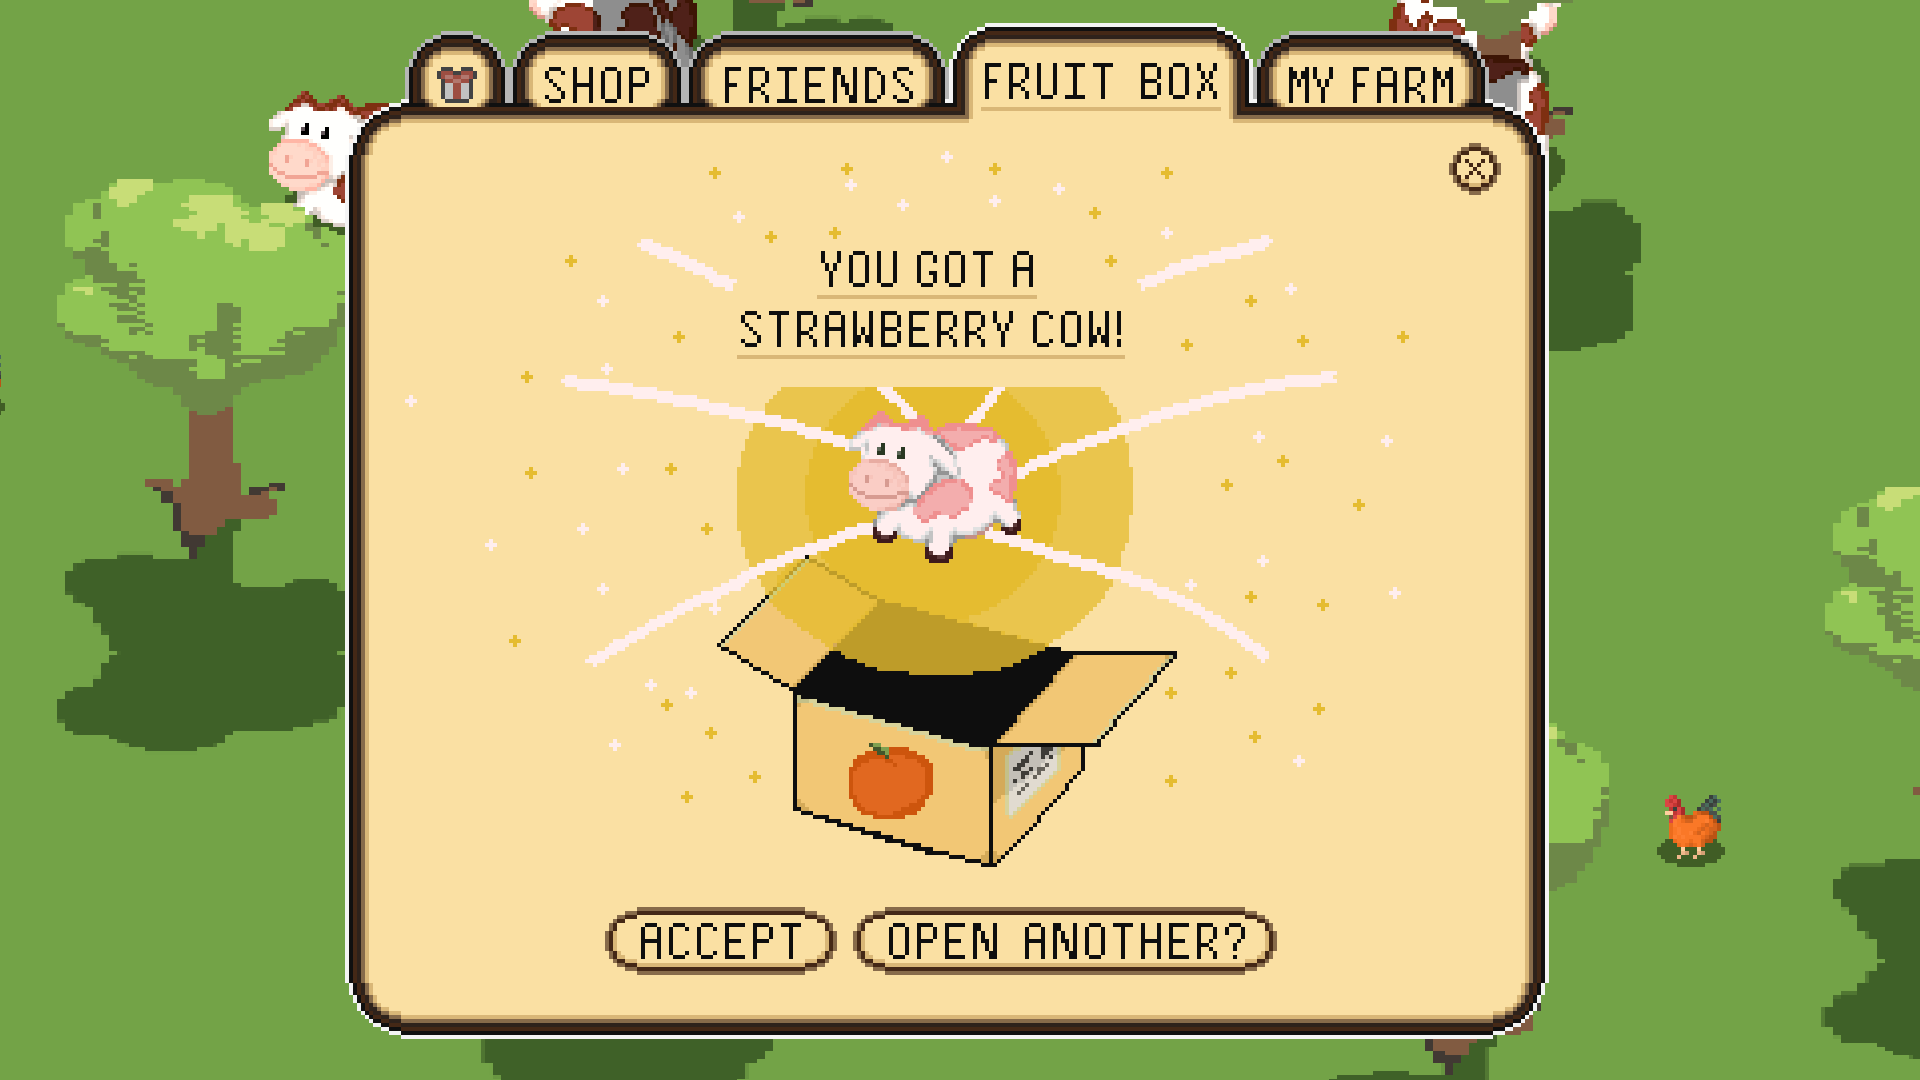 SHOP
FRIENDS
FRUIT BOX
MY FARM
YOU GOT A
STRAWBERRY COW!
ACCEPT
OPEN ANOTHER?